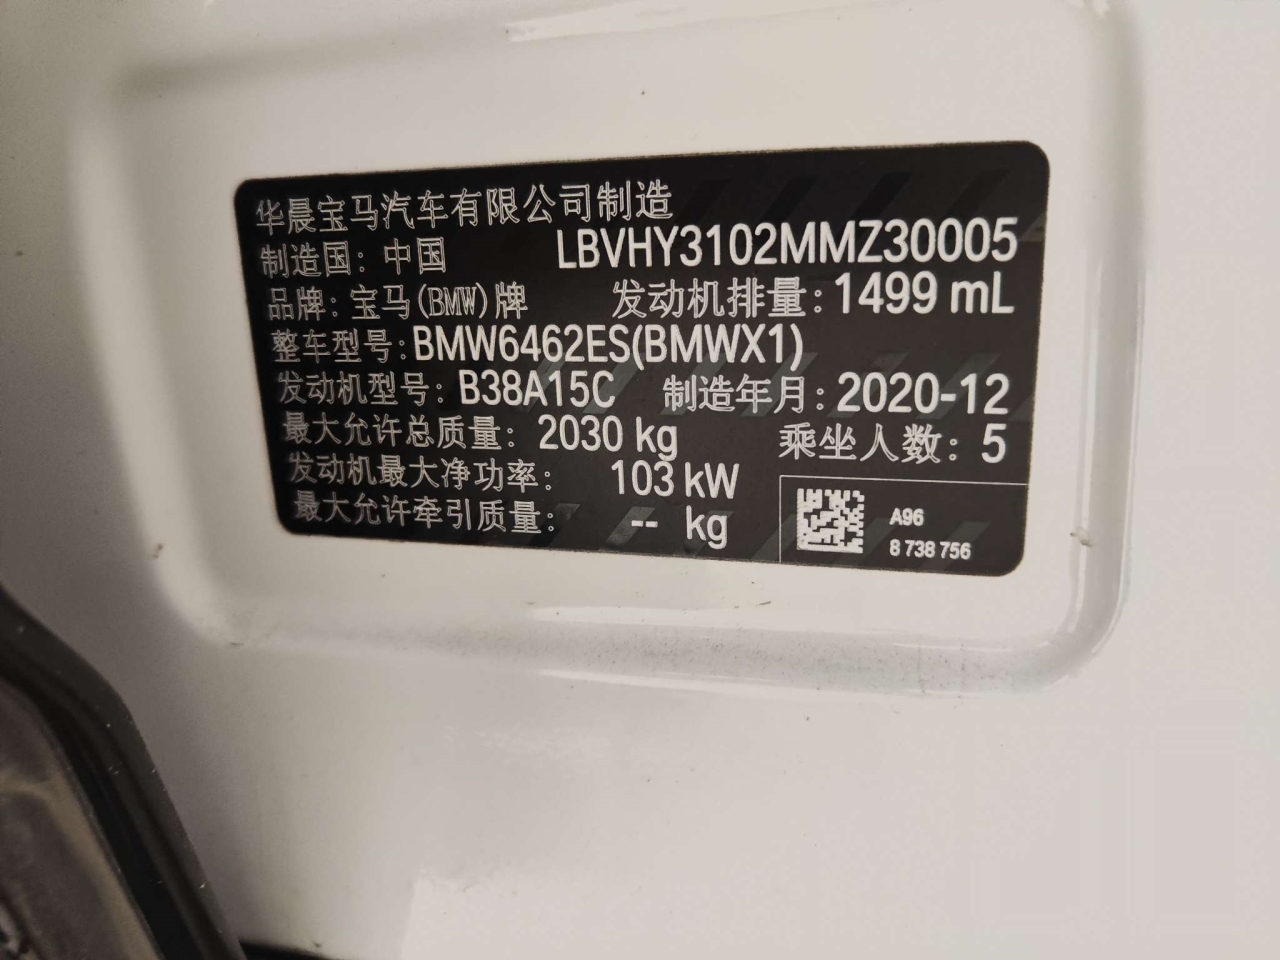 华晨宝马汽车有限公司制造
制造国：中国 LBVHY3102MMZ30005
品牌：宝马(BMW)牌 发动机排量：1499 mL
整车型号：BMW6462ES(BMWX1)
发动机型号：B38A15C 制造年月：2020-12
最大允许总质量：2030 kg 乘坐人数：5
发动机最大净功率：103 kW
最大允许牵引质量：-- kg
A96
8 738 756